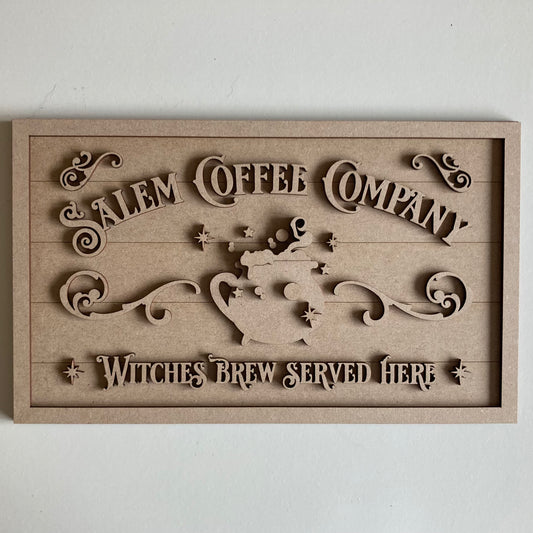 SALEM COFFEE COMPANY
WITCHES BREW SERVED HERE